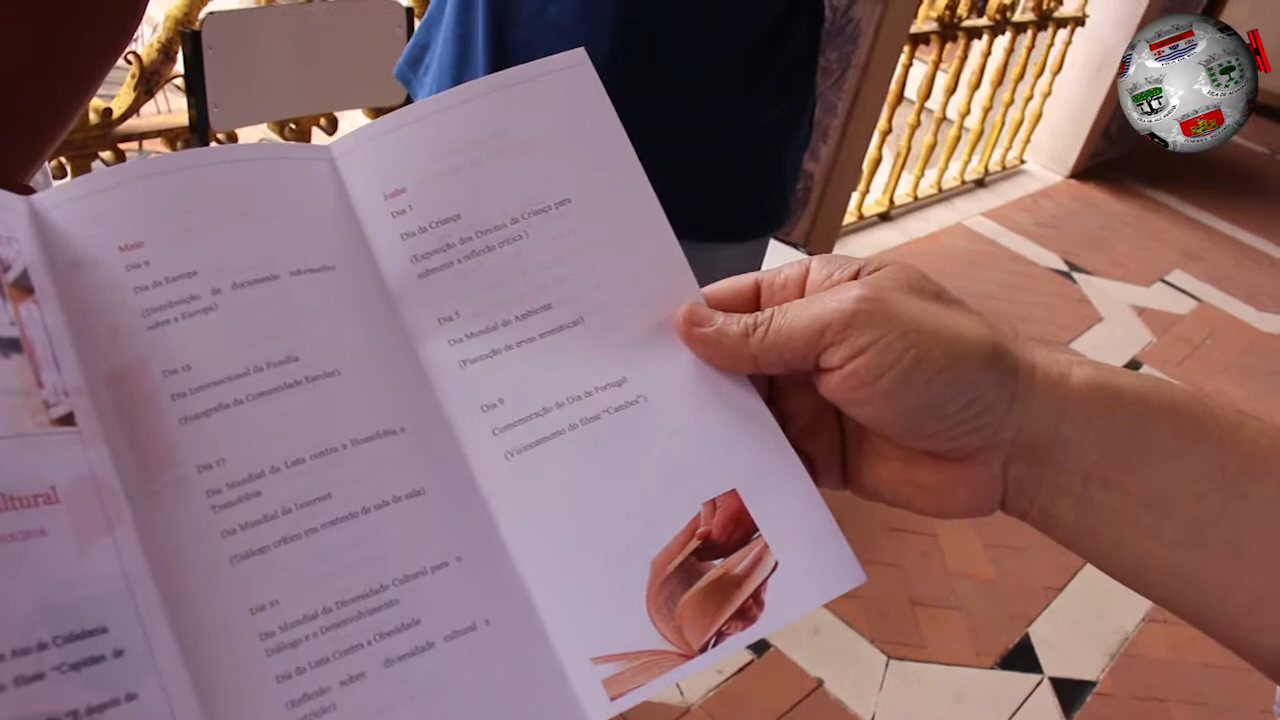 ltural
Ano de Cidadania
filme "Capitães de
depois do
Maio
Dia 9
Dia da Europa
(Distribuição de documento informativo
sobre a Europa)
Dia 15
Dia Internacional da Família
(Fotografia da Comunidade Escolar)
Dia 17
Dia Mundial da Luta contra a Homofobia e
Transfobia
Dia Mundial da Internet
(Diálogo crítico em contexto de sala de aula)
Dia 21
Dia Mundial da Diversidade Cultural para o
Diálogo e o Desenvolvimento
Dia da Luta Contra a Obesidade
(Reflexão sobre diversidade cultural e
nutrição)
Junho
Dia 1
Dia da Criança
(Exposição dos Direitos da Criança para
submeter à reflexão crítica )
Dia 5
Dia Mundial do Ambiente
(Plantação de ervas aromáticas)
Dia 9
Comemoração do Dia de Portugal
(Visionamento do filme "Camões")